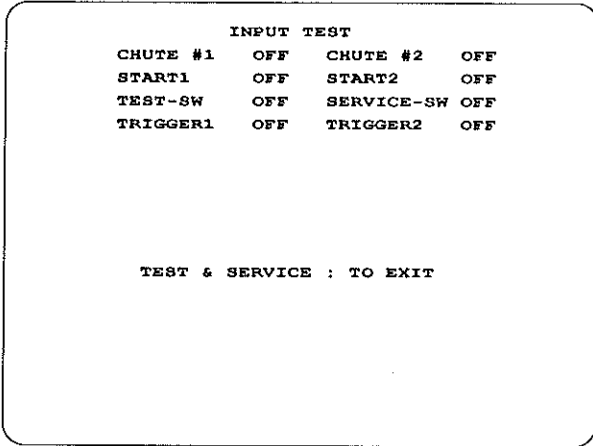 INPUT TEST
CHUTE #1 OFF CHUTE #2 OFF
START1 OFF START2 OFF
TEST-SW OFF SERVICE-SW OFF
TRIGGER1 OFF TRIGGER2 OFF
TEST & SERVICE : TO EXIT